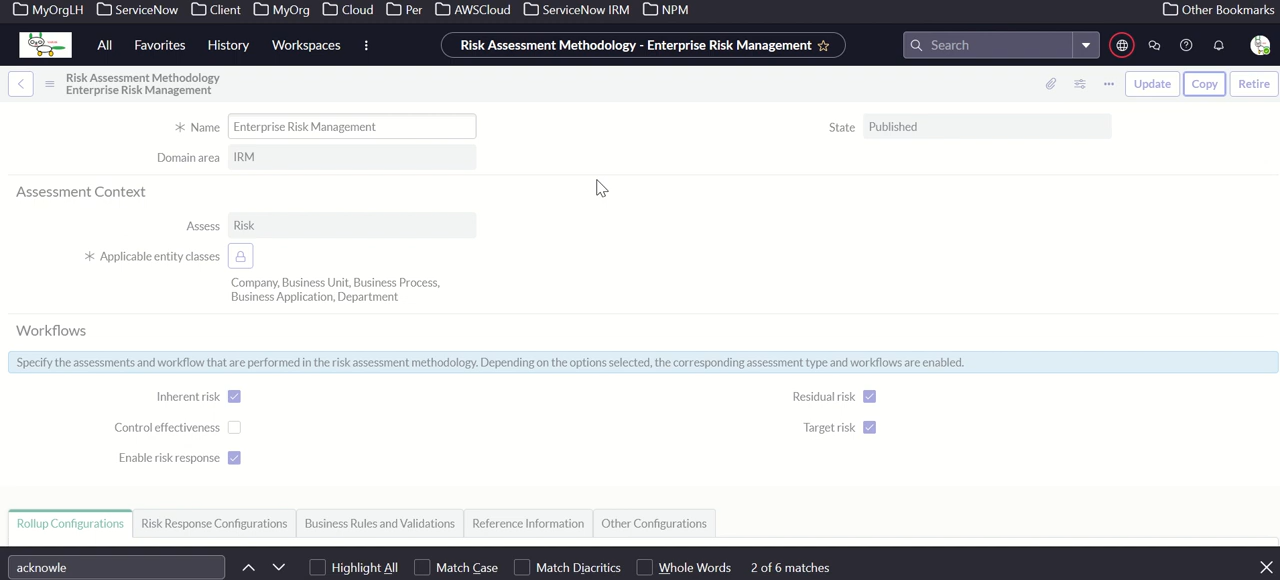 MyOrgLH ServiceNow Client MyOrg Cloud Per AWSCloud ServiceNow IRM NPM Other Bookmarks
All Favorites History Workspaces Risk Assessment Methodology - Enterprise Risk Management Search
Risk Assessment Methodology
Enterprise Risk Management
Update Copy Retire
Name Enterprise Risk Management State Published
Domain area IRM
Assessment Context
Assess Risk
Applicable entity classes
Company, Business Unit, Business Process,
Business Application, Department
Workflows
Specify the assessments and workflow that are performed in the risk assessment methodology. Depending on the options selected, the corresponding assessment type and workflows are enabled.
Inherent risk Residual risk
Control effectiveness Target risk
Enable risk response
Rollup Configurations Risk Response Configurations Business Rules and Validations Reference Information Other Configurations
acknowle Highlight All Match Case Match Diacritics Whole Words 2 of 6 matches